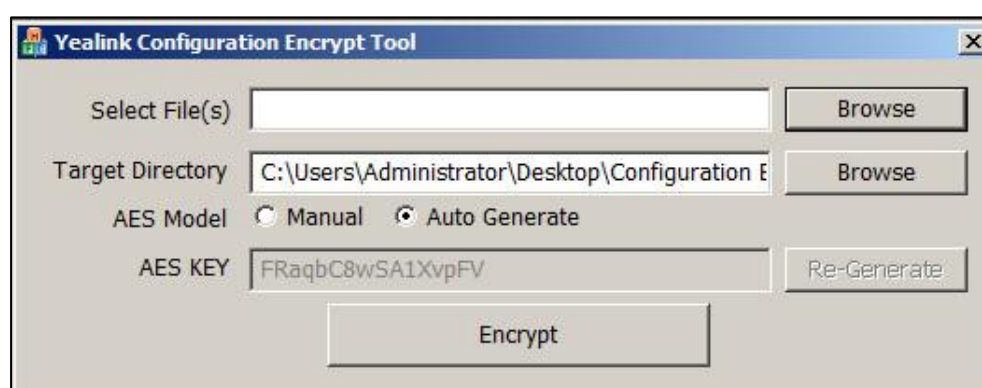 Yealink Configuration Encrypt Tool
Select File(s) Browse
Target Directory C:\Users\Administrator\Desktop\Configuration E Browse
AES Model Manual Auto Generate
AES KEY FRaqbC8wSA1XvpFV Re-Generate
Encrypt